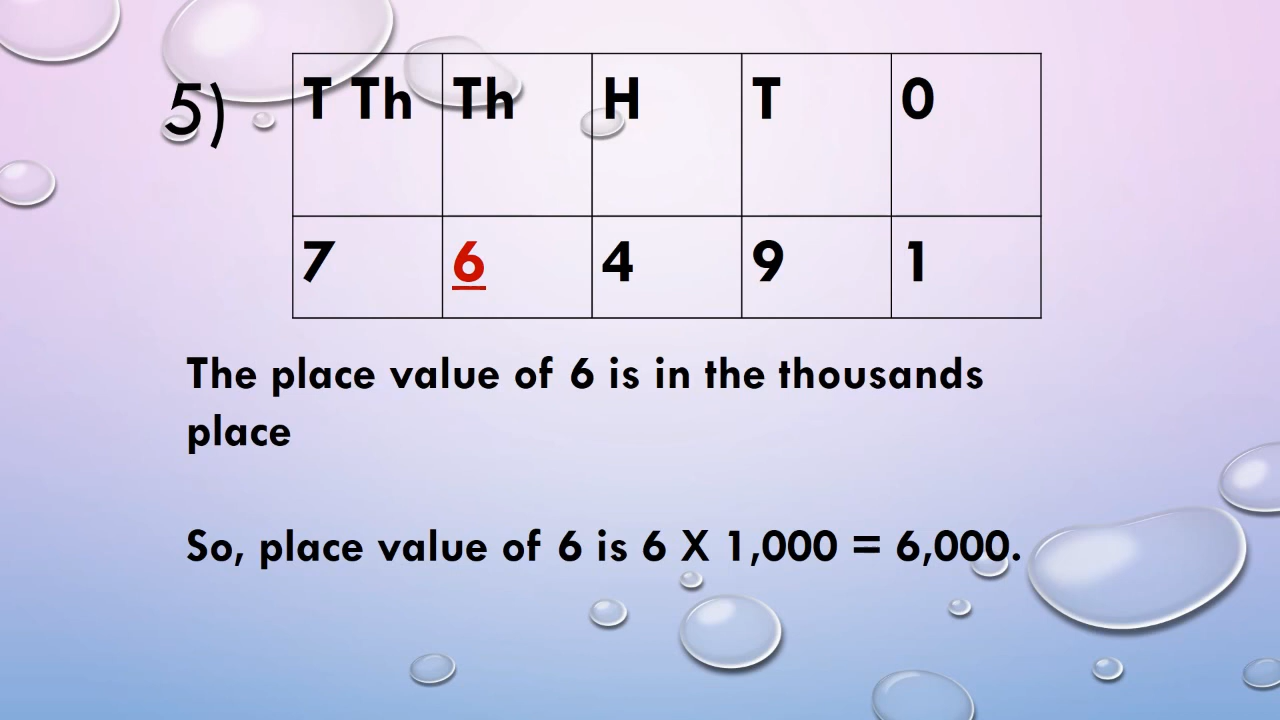 5)
T Th Th H T 0
7 6 4 9 1
The place value of 6 is in the thousands
place
So, place value of 6 is 6 X 1,000 = 6,000.